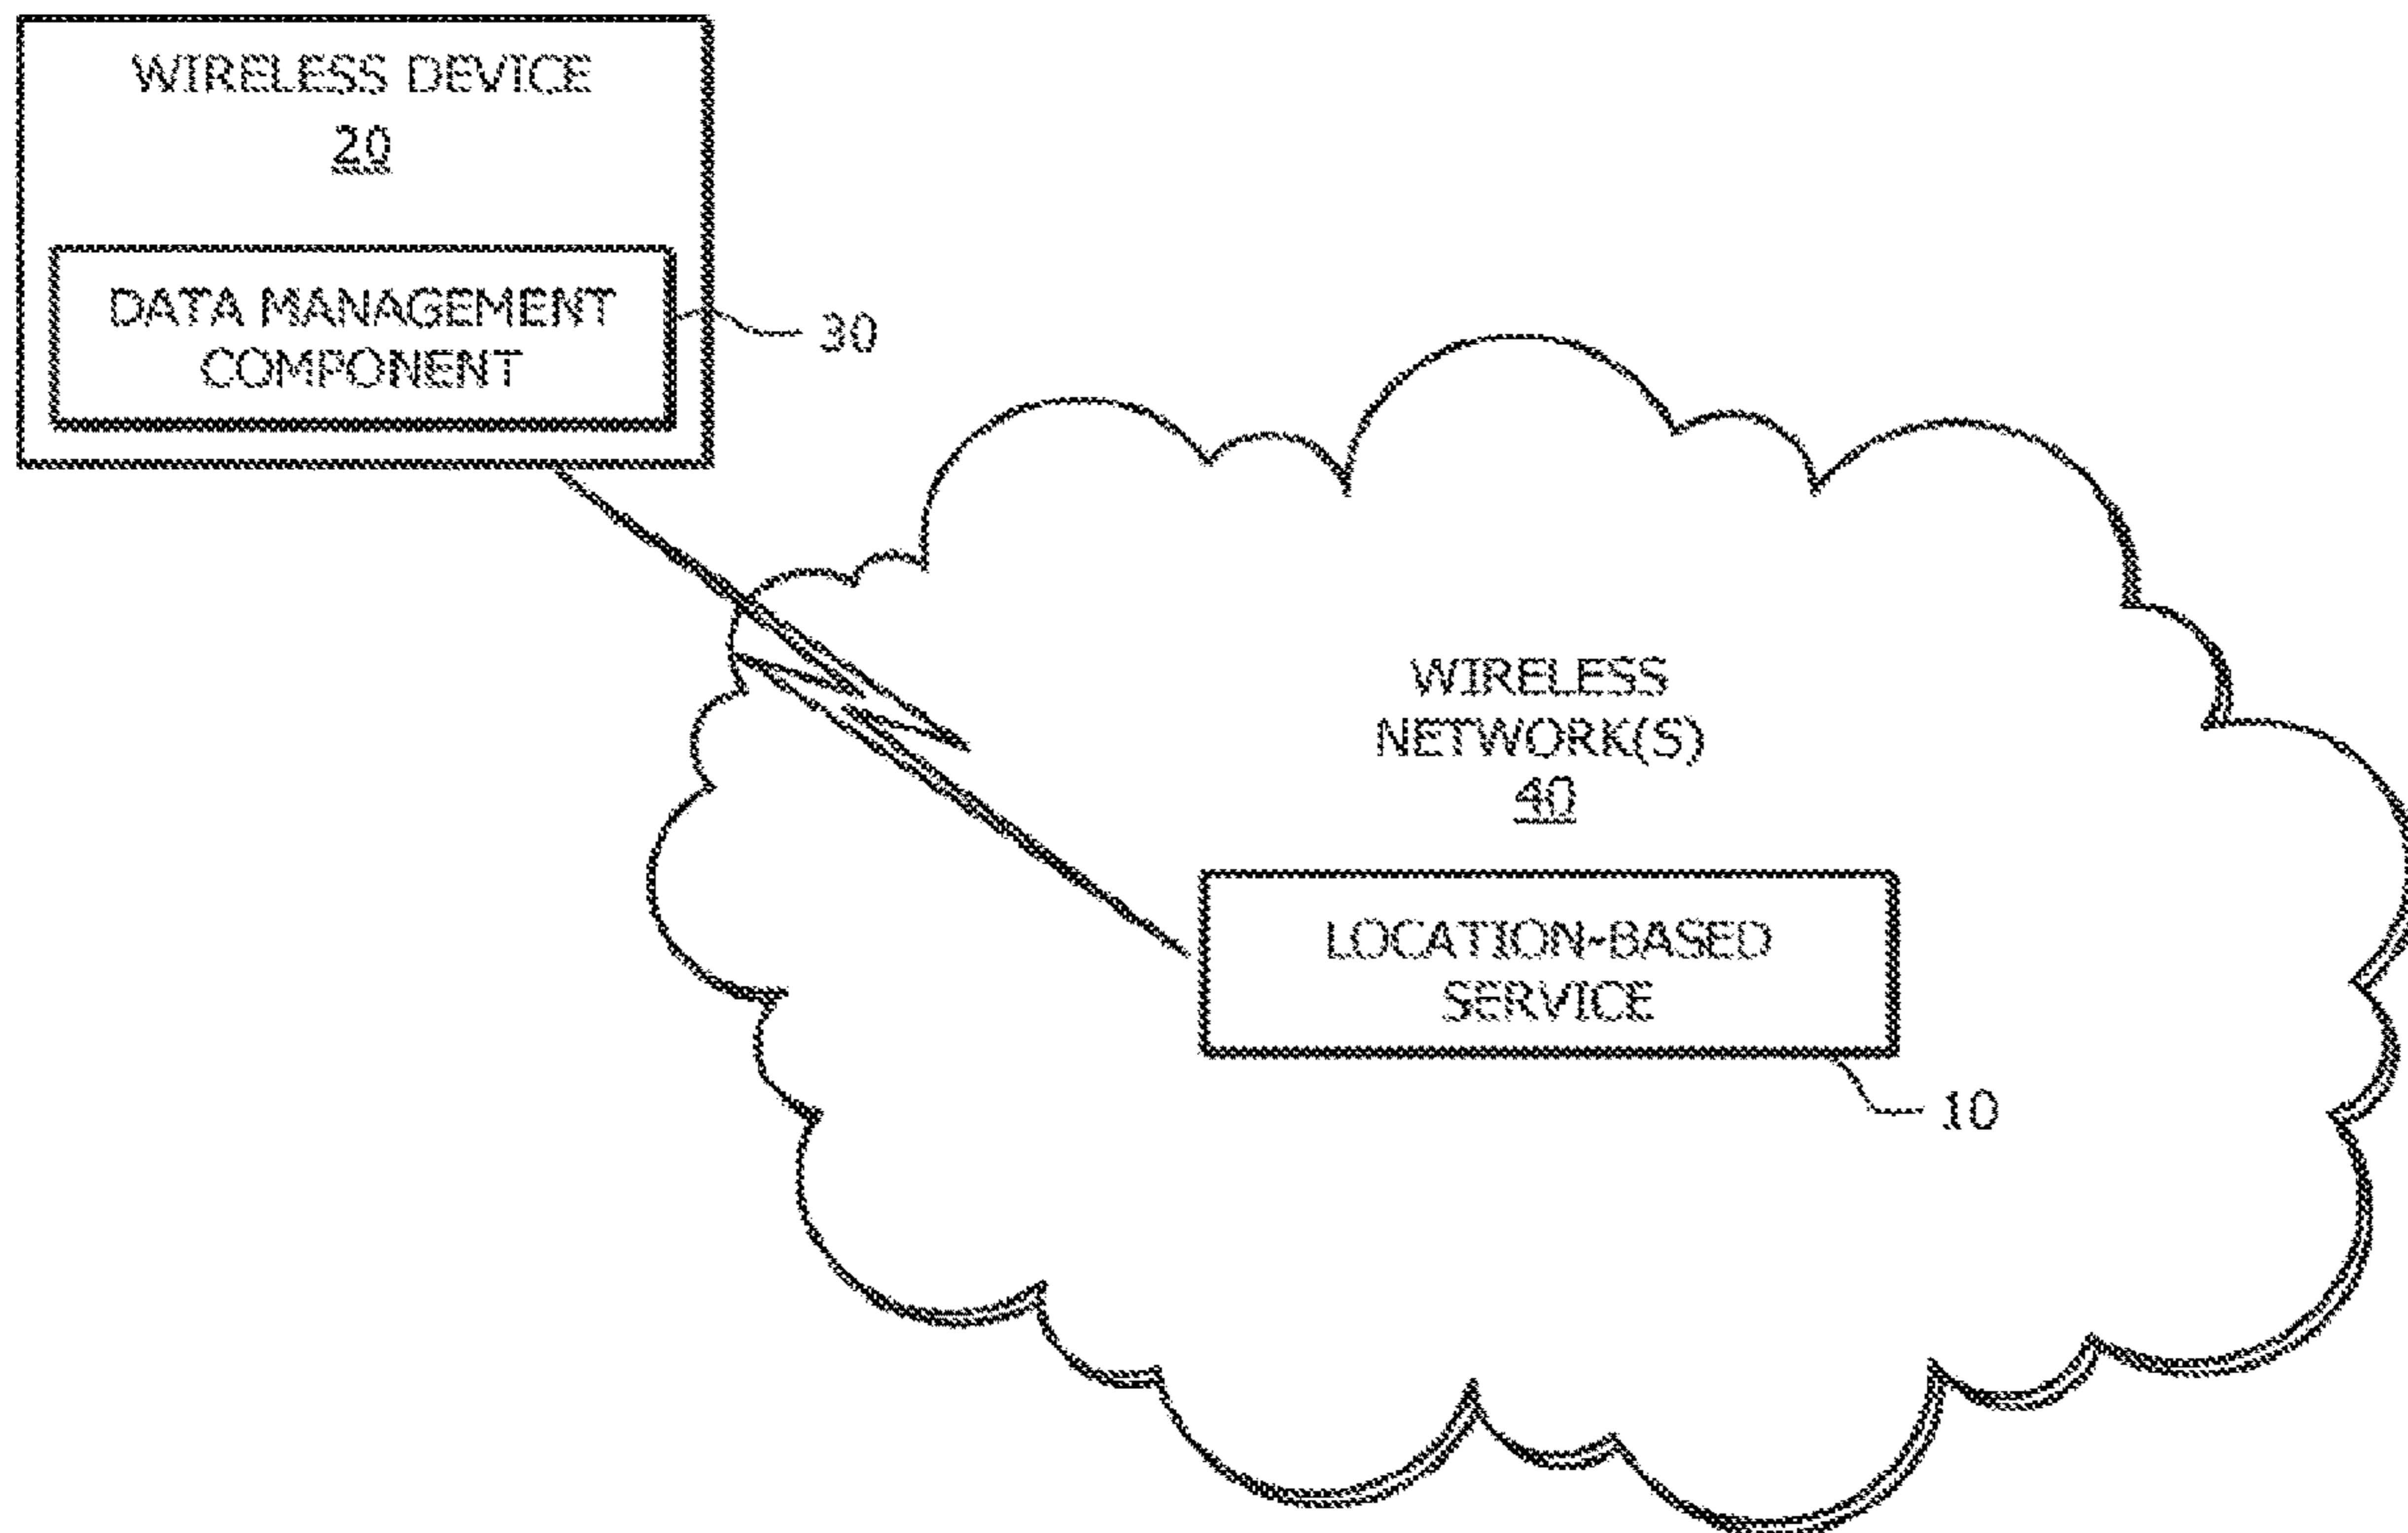 WIRELESS DEVICE
20
DATA MANAGEMENT
COMPONENT
30
WIRELESS
NETWORK(S)
40
LOCATION-BASED
SERVICE
10